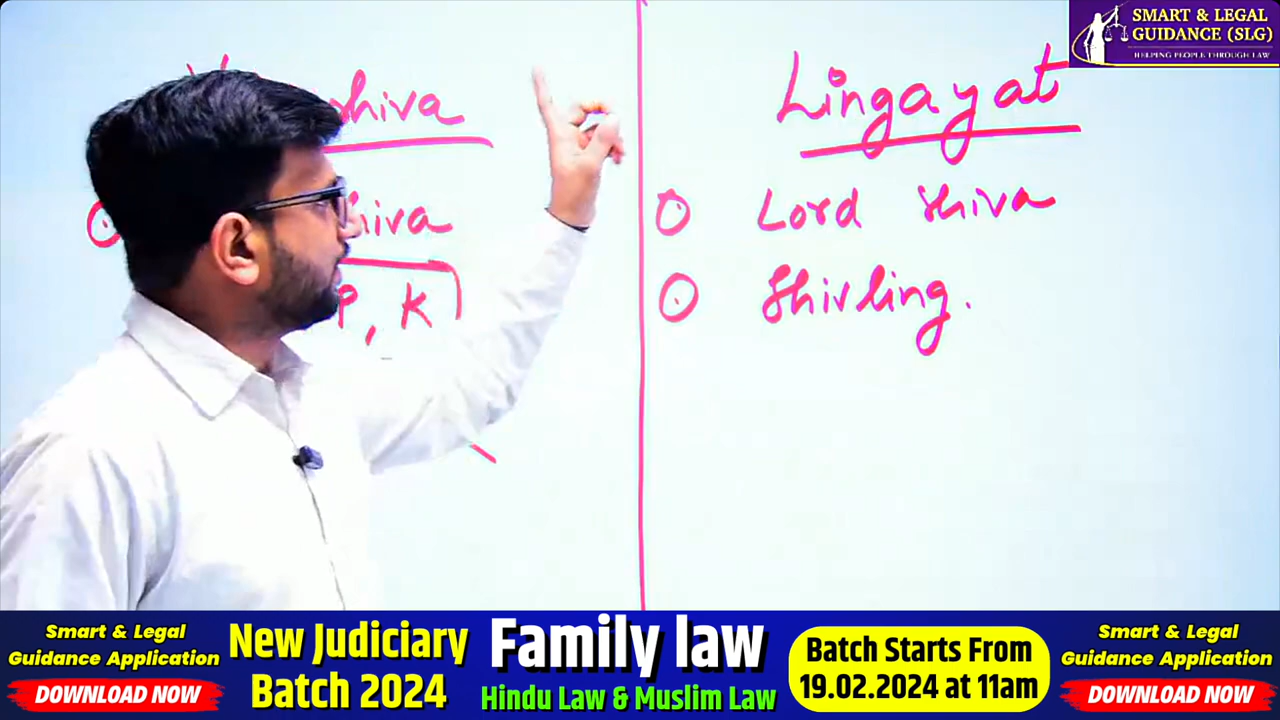 SMART & LEGAL
GUIDANCE (SLG)
HELPING PEOPLE THROUGH LAW
Lingayat
Lord Shiva
Shivling.
P, K
Smart & Legal
Guidance Application
DOWNLOAD NOW
New Judiciary
Batch 2024
Family law
Hindu Law & Muslim Law
Batch Starts From
19.02.2024 at 11am
Smart & Legal
Guidance Application
DOWNLOAD NOW